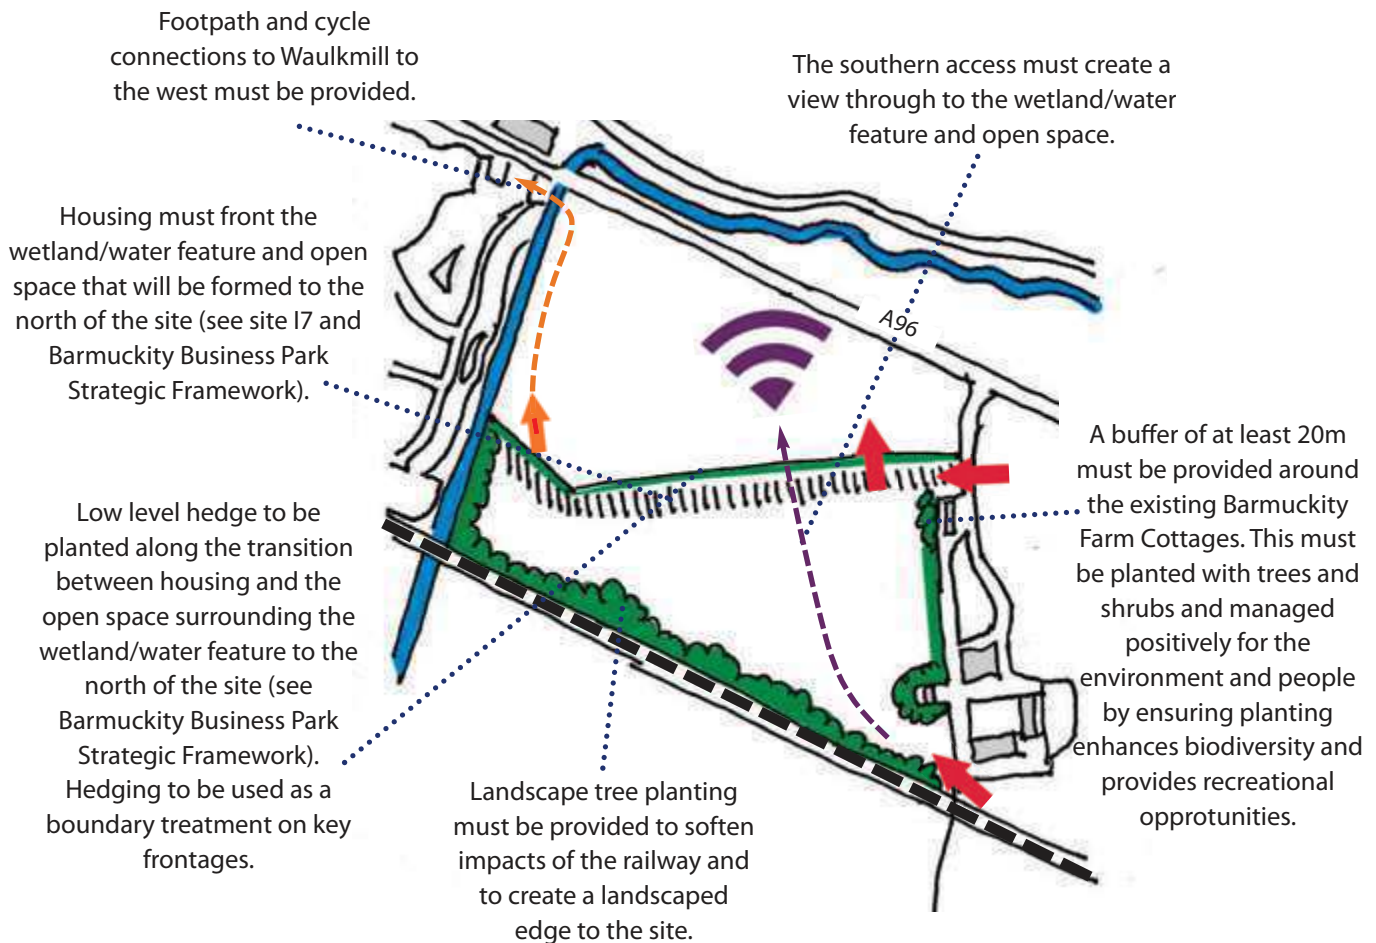 Footpath and cycle
connections to Waulkmill to
the west must be provided.
The southern access must create a
view through to the wetland/water
feature and open space.
Housing must front the
wetland/water feature and open
space that will be formed to the
north of the site (see site I7 and
Barmuckity Business Park
Strategic Framework).
A96
A buffer of at least 20m
must be provided around
the existing Barmuckity
Farm Cottages. This must
be planted with trees and
shrubs and managed
positively for the
environment and people
by ensuring planting
enhances biodiversity and
provides recreational
opprotunities.
Low level hedge to be
planted along the transition
between housing and the
open space surrounding the
wetland/water feature to the
north of the site (see
Barmuckity Business Park
Strategic Framework).
Hedging to be used as a
boundary treatment on key
frontages.
Landscape tree planting
must be provided to soften
impacts of the railway and
to create a landscaped
edge to the site.